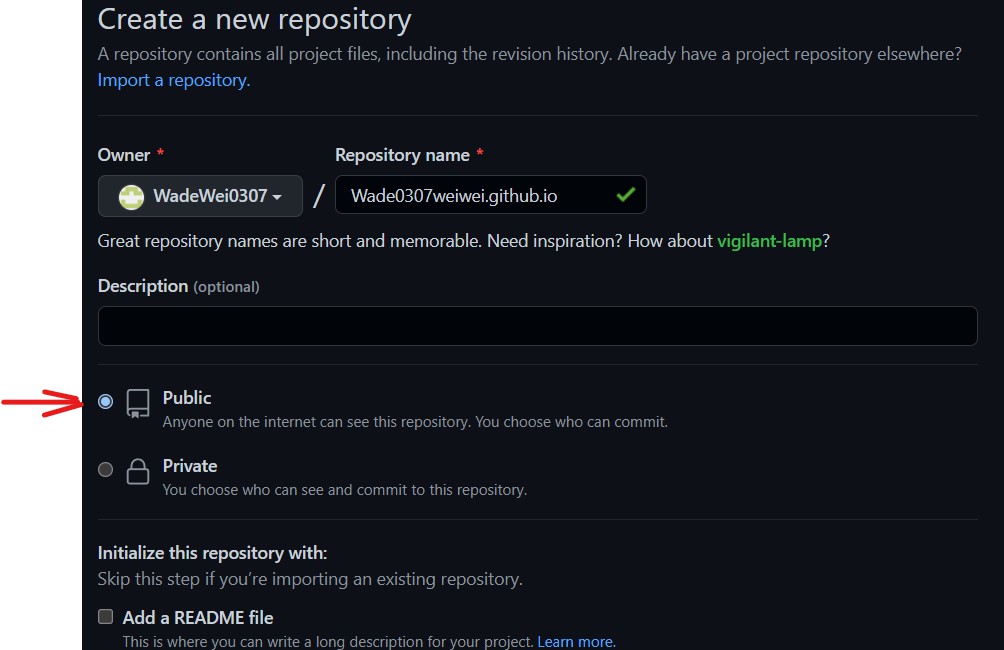 Create a new repository
A repository contains all project files, including the revision history. Already have a project repository elsewhere?
Import a repository.
Owner * Repository name *
WadeWei0307 / Wade0307weiwei.github.io
Great repository names are short and memorable. Need inspiration? How about vigilant-lamp?
Description (optional)
Public
Anyone on the internet can see this repository. You choose who can commit.
Private
You choose who can see and commit to this repository.
Initialize this repository with:
Skip this step if you’re importing an existing repository.
Add a README file
This is where you can write a long description for your project. Learn more.